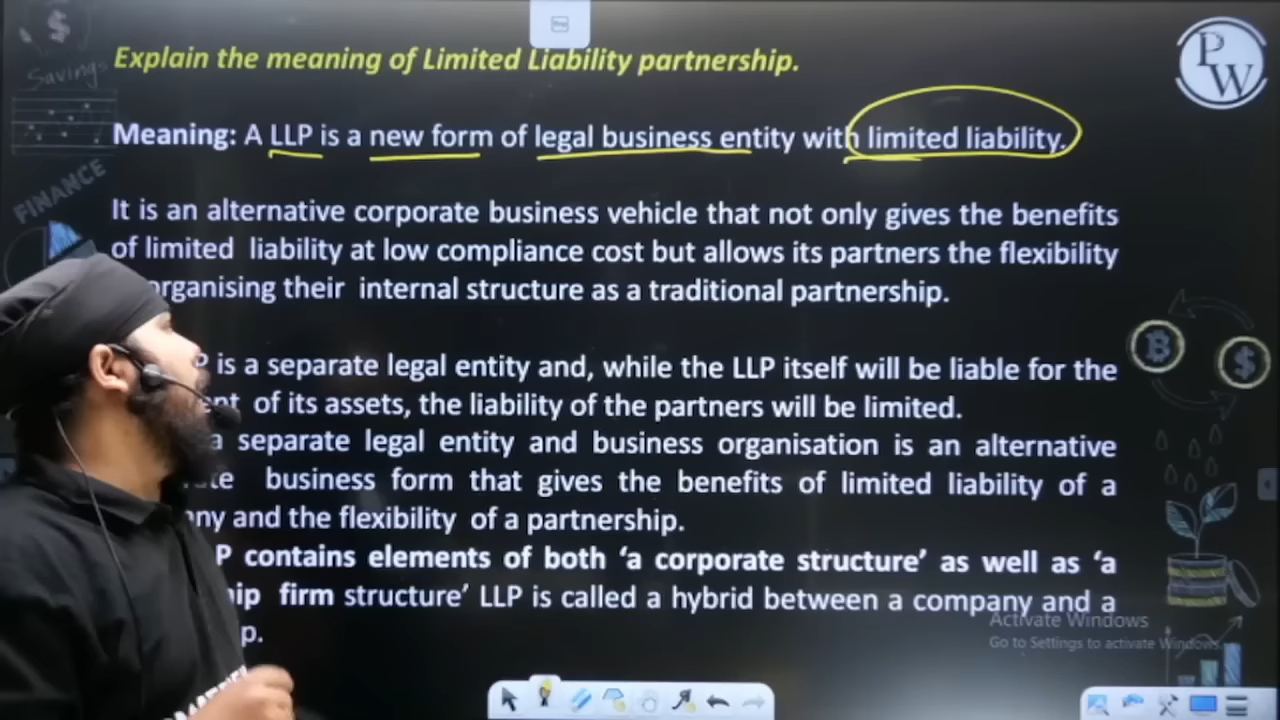 Savings
FINANCE
P
W
Explain the meaning of Limited Liability partnership.
Meaning: A LLP is a new form of legal business entity with limited liability.
It is an alternative corporate business vehicle that not only gives the benefits
of limited liability at low compliance cost but allows its partners the flexibility
organising their internal structure as a traditional partnership.
is a separate legal entity and, while the LLP itself will be liable for the
of its assets, the liability of the partners will be limited.
a separate legal entity and business organisation is an alternative
business form that gives the benefits of limited liability of a
and the flexibility of a partnership.
P contains elements of both ‘a corporate structure’ as well as ‘a
firm structure’ LLP is called a hybrid between a company and a
p.
Activate Windows
Go to Settings to activate Windows.